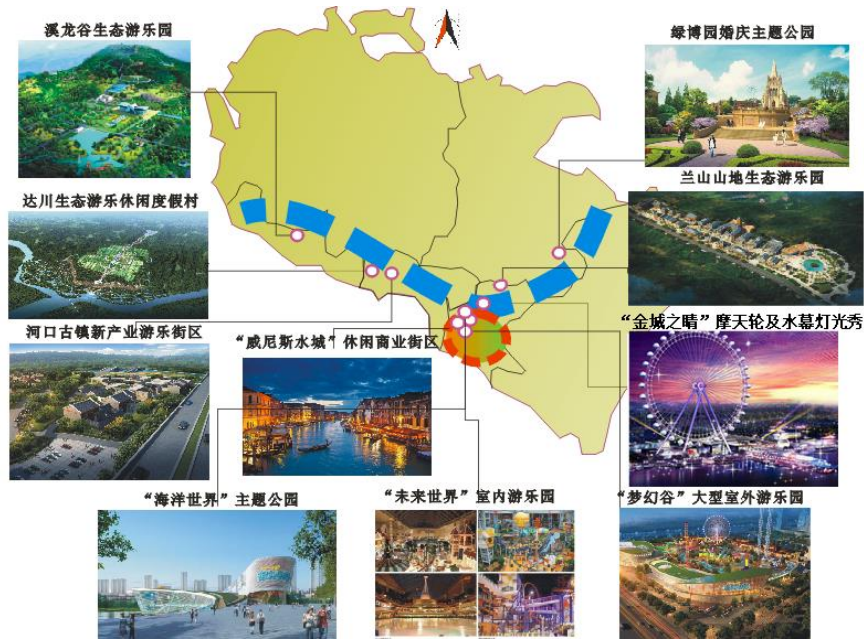 溪龙谷生态游乐园
绿博园婚庆主题公园
达川生态游乐休闲度假村
兰山山地生态游乐园
河口古镇新产业游乐街区
“威尼斯水城”休闲商业街区
“金城之晴”摩天轮及水幕灯光秀
“海洋世界”主题公园
“未来世界”室内游乐园
“梦幻谷”大型室外游乐园